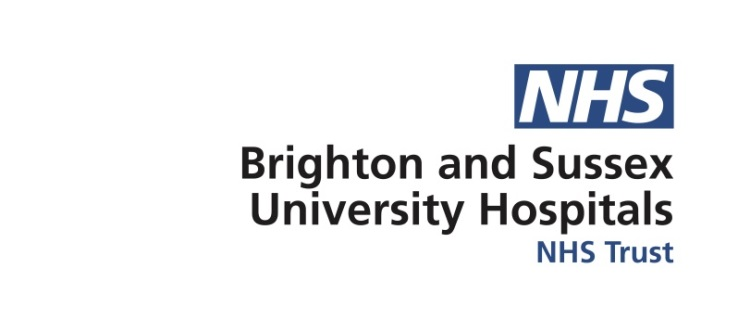 NHS
Brighton and Sussex
University Hospitals
NHS Trust